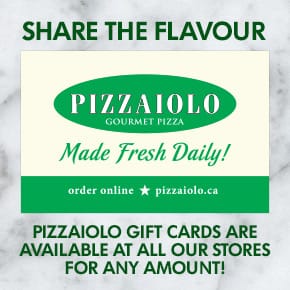 SHARE THE FLAVOUR
PIZZAIOLO
GOURMET PIZZA
Made Fresh Daily!
order online ★ pizzaiolo.ca
PIZZAIOLO GIFT CARDS ARE
AVAILABLE AT ALL OUR STORES
FOR ANY AMOUNT!